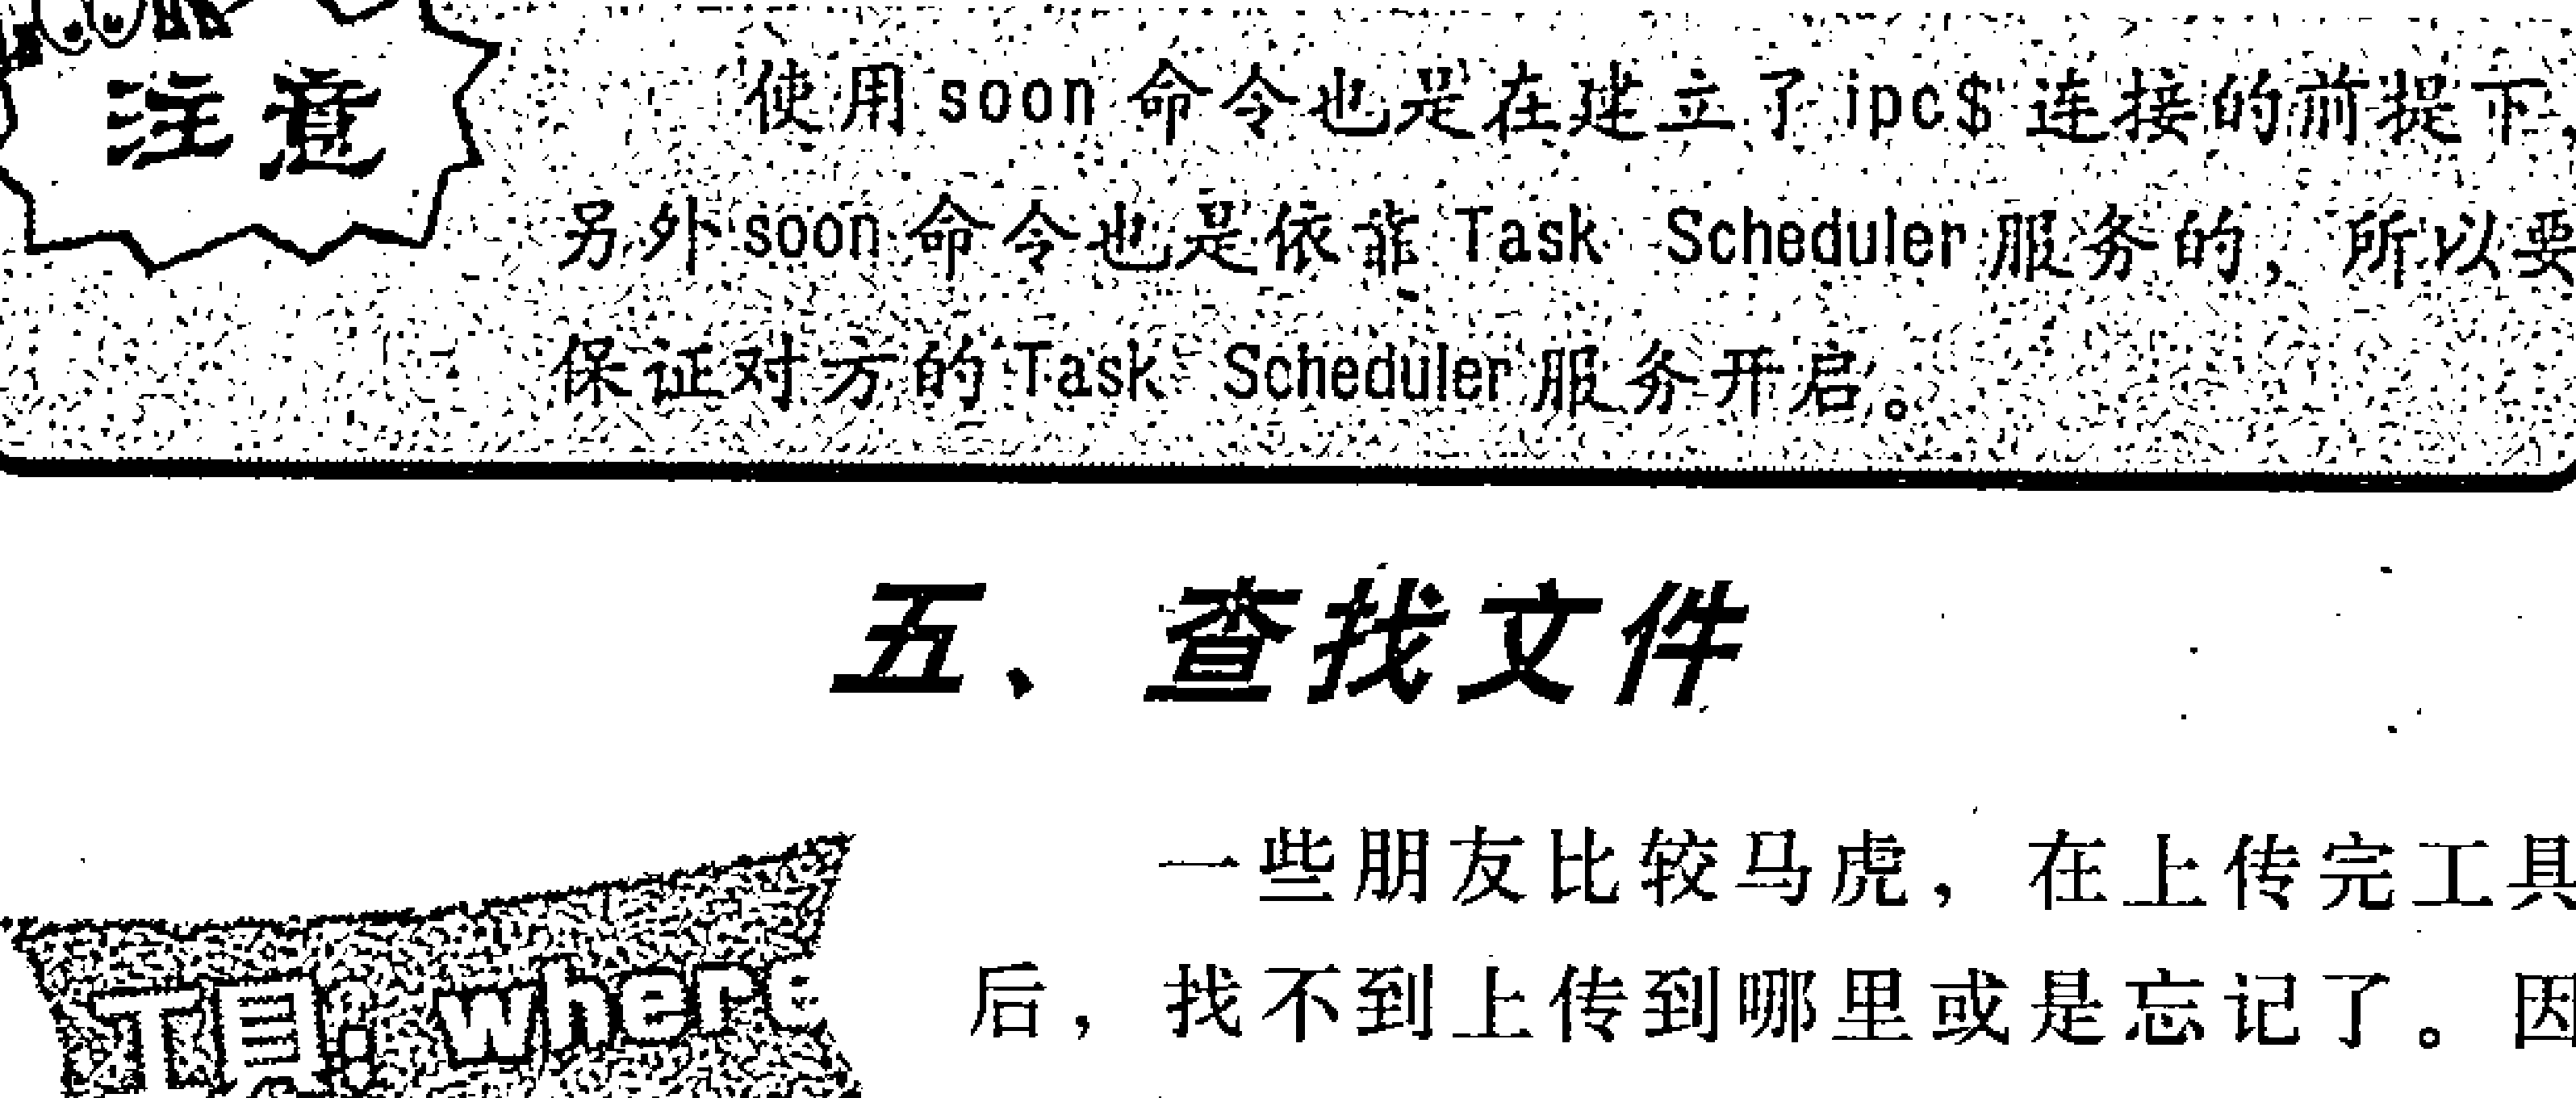 注意
使用soon命令也是在建立了ipc$连接的前提下,
另外soon命令也是依靠Task Scheduler服务的, 所以要
保证对方的Task Scheduler服务开启。
五、查找文件
一些朋友比较马虎，在上传完工具
后，找不到上传到哪里或是忘记了。因
工具: where